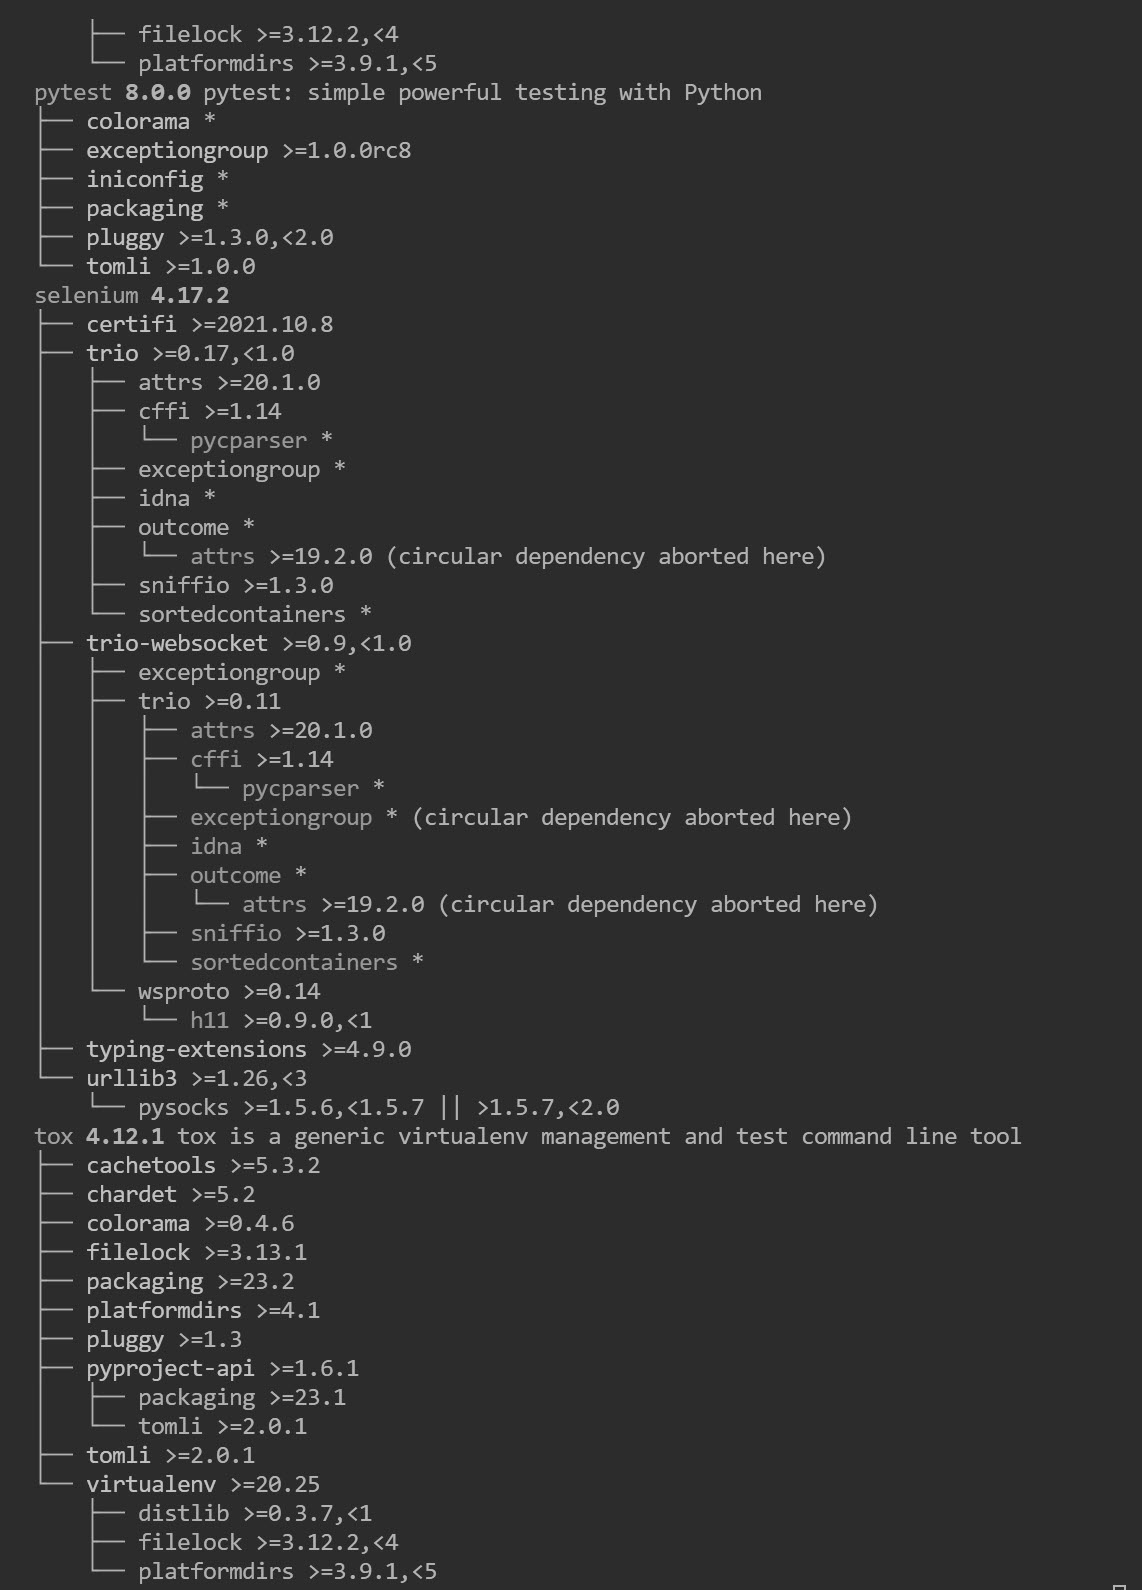 ├── filelock >=3.12.2,<4
└── platformdirs >=3.9.1,<5
pytest 8.0.0 pytest: simple powerful testing with Python
├── colorama *
├── exceptiongroup >=1.0.0rc8
├── iniconfig *
├── packaging *
├── pluggy >=1.3.0,<2.0
└── tomli >=1.0.0
selenium 4.17.2
├── certifi >=2021.10.8
├── trio >=0.17,<1.0
│   ├── attrs >=20.1.0
│   ├── cffi >=1.14
│   │   └── pycparser *
│   ├── exceptiongroup *
│   ├── idna *
│   ├── outcome *
│   │   └── attrs >=19.2.0 (circular dependency aborted here)
│   ├── sniffio >=1.3.0
│   └── sortedcontainers *
├── trio-websocket >=0.9,<1.0
│   ├── exceptiongroup *
│   ├── trio >=0.11
│   │   ├── attrs >=20.1.0
│   │   ├── cffi >=1.14
│   │   │   └── pycparser *
│   │   ├── exceptiongroup * (circular dependency aborted here)
│   │   ├── idna *
│   │   ├── outcome *
│   │   │   └── attrs >=19.2.0 (circular dependency aborted here)
│   │   ├── sniffio >=1.3.0
│   │   └── sortedcontainers *
│   └── wsproto >=0.14
│       └── h11 >=0.9.0,<1
├── typing-extensions >=4.9.0
└── urllib3 >=1.26,<3
    └── pysocks >=1.5.6,<1.5.7 || >1.5.7,<2.0
tox 4.12.1 tox is a generic virtualenv management and test command line tool
├── cachetools >=5.3.2
├── chardet >=5.2
├── colorama >=0.4.6
├── filelock >=3.13.1
├── packaging >=23.2
├── platformdirs >=4.1
├── pluggy >=1.3
├── pyproject-api >=1.6.1
│   ├── packaging >=23.1
│   └── tomli >=2.0.1
├── tomli >=2.0.1
└── virtualenv >=20.25
    ├── distlib >=0.3.7,<1
    ├── filelock >=3.12.2,<4
    └── platformdirs >=3.9.1,<5